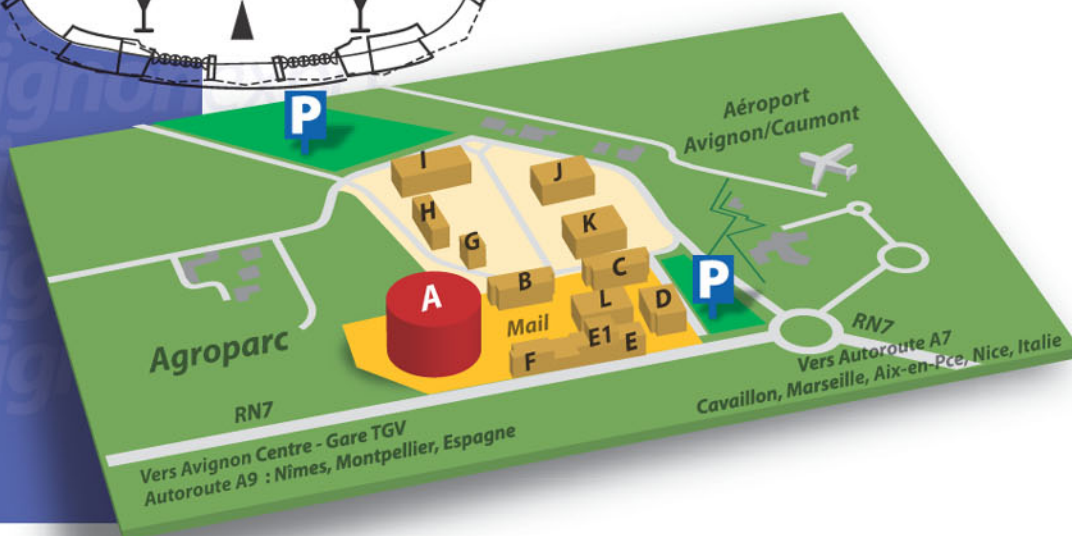 P
Aéroport
Avignon/Caumont
I
J
H
K
G
C
B
A
L
D
P
Mail
E1
E
F
Agroparc
RN7
Vers Autoroute A7
Cavaillon, Marseille, Aix-en-Pce, Nice, Italie
RN7
Vers Avignon Centre - Gare TGV
Autoroute A9 : Nîmes, Montpellier, Espagne